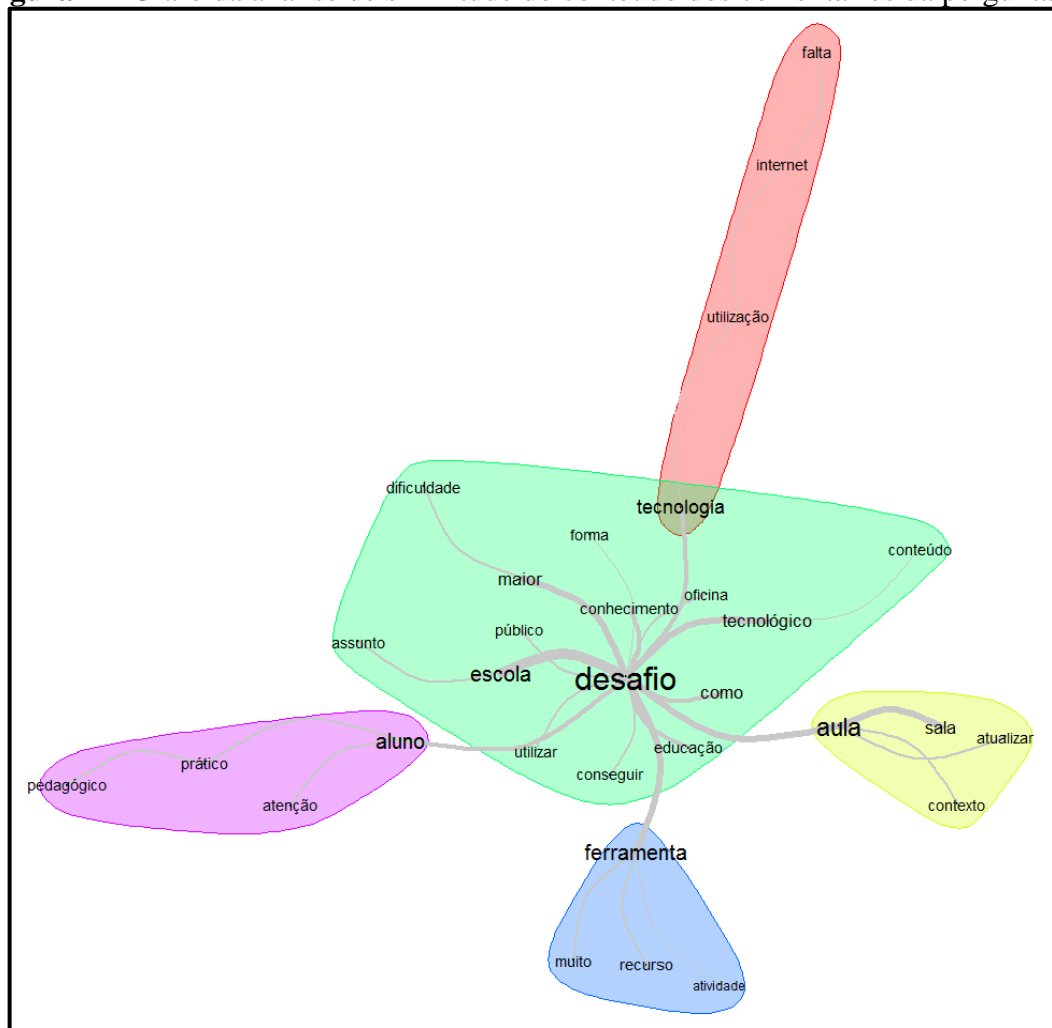 falta
internet
utilização
tecnologia
dificuldade
forma
conteúdo
maior
oficina
conhecimento
tecnológico
público
assunto
escola
desafio
como
aula
sala
atualizar
aluno
utilizar
educação
conseguir
prático
pedagógico
atenção
contexto
ferramenta
muito
recurso
atividade